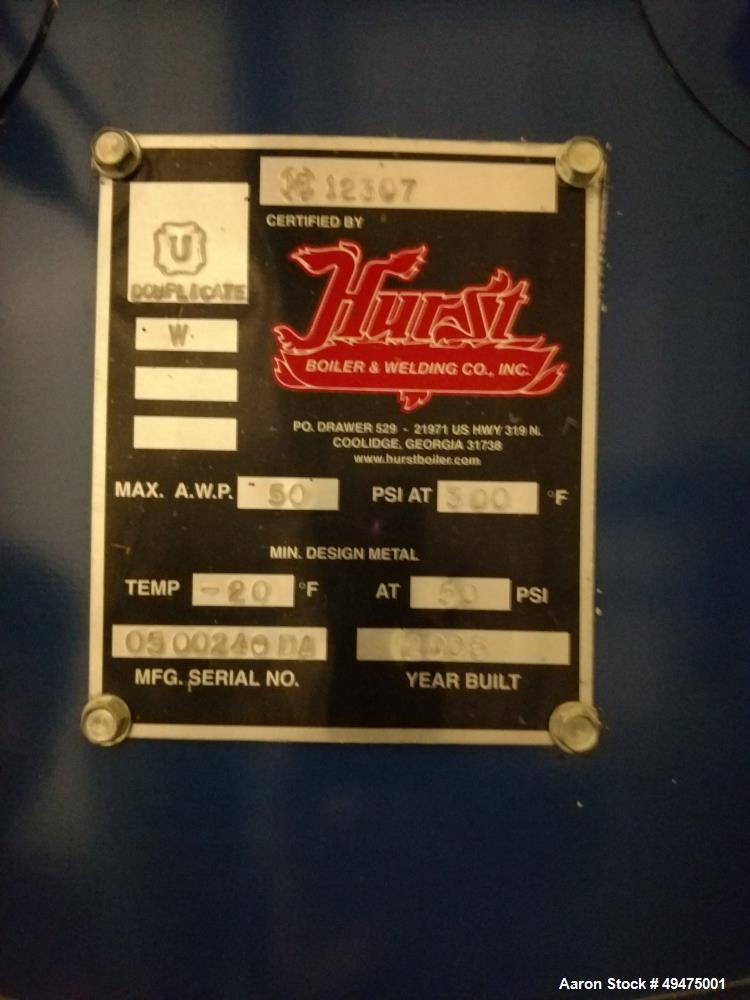 12307
CERTIFIED BY
U
DOUPLICATE
Hurst
BOILER & WELDING CO., INC.
W
PO. DRAWER 529 - 21971 US HWY 319 N.
COOLIDGE, GEORGIA 31738
www.hurstboiler.com
MAX. A.W.P. 50 PSI AT 300 °F
MIN. DESIGN METAL
TEMP -20 °F AT 50 PSI
MFG. SERIAL NO. YEAR BUILT
Aaron Stock # 49475001